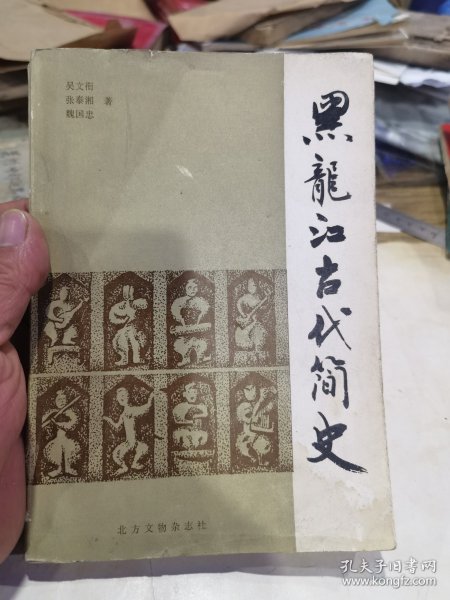 吴文衔
张泰湘 著
魏国忠
黑龍江古代简史
北方文物杂志社
孔夫子旧书网
www.kongfz.com